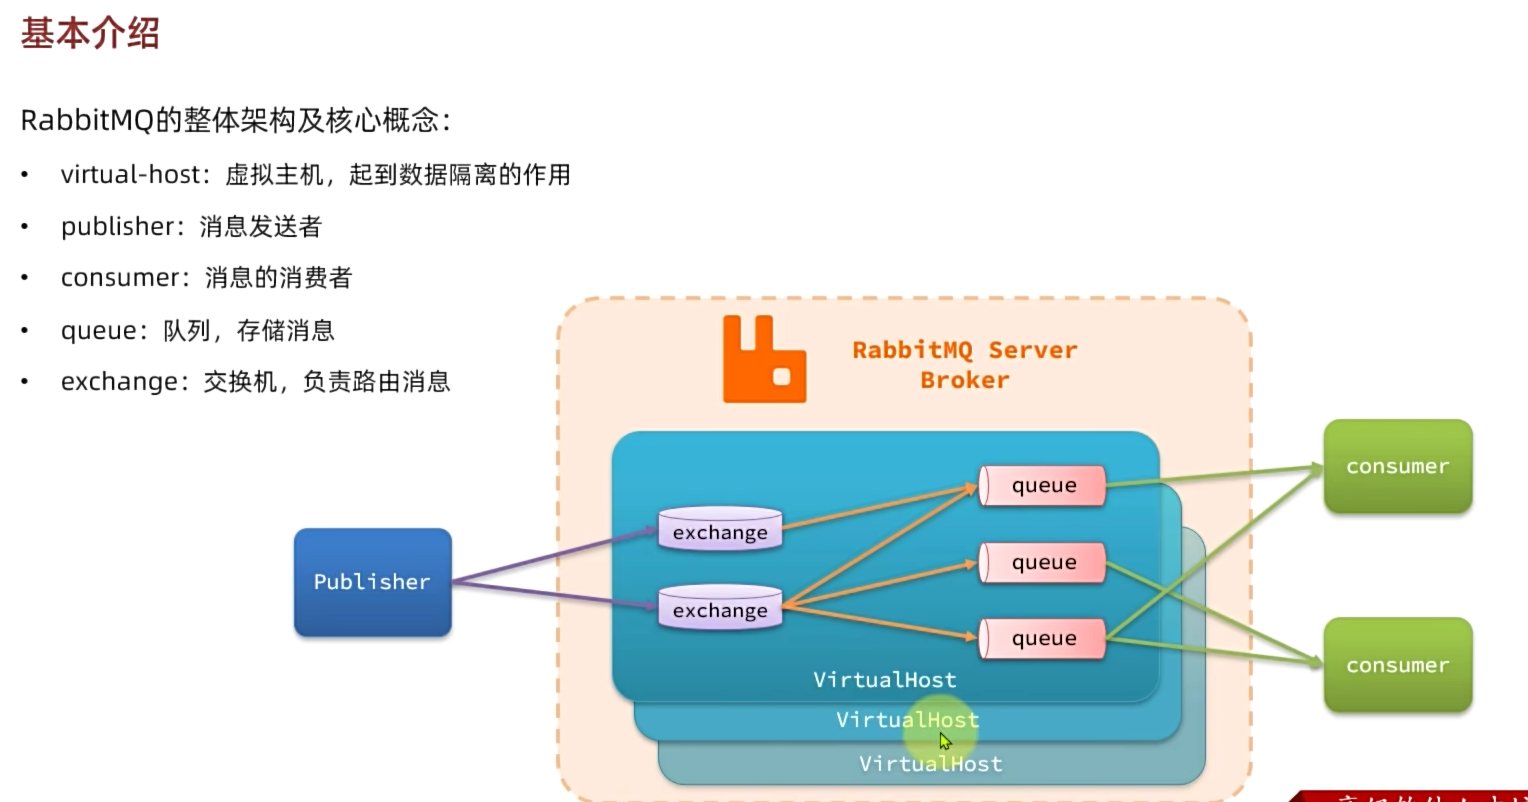 基本介绍
RabbitMQ的整体架构及核心概念：
• virtual-host：虚拟主机，起到数据隔离的作用
• publisher：消息发送者
• consumer：消息的消费者
• queue：队列，存储消息
• exchange：交换机，负责路由消息
RabbitMQ Server
Broker
Publisher
exchange
exchange
queue
queue
queue
VirtualHost
VirtualHost
VirtualHost
consumer
consumer